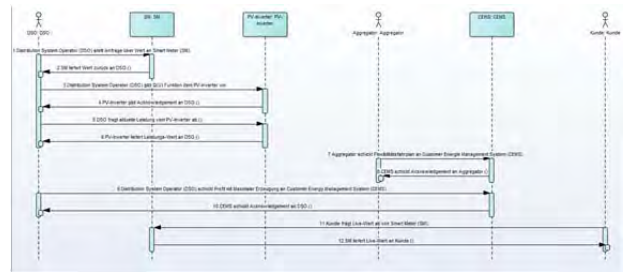 DSO: DSO
SM: SM
PV-Inverter: PV-
Inverter
Aggregator: Aggregator
CEMS: CEMS
Kunde: Kunde
1 Distribution System Operator (DSO) stellt Anfrage über Wert an Smart Meter (SM)
2 SM liefert Wert zurück an DSO ()
3 Distribution System Operator (DSO) gibt Q(U) Funktion dem PV-Inverter vor
4 PV-Inverter gibt Acknowledgement an DSO ()
5 DSO fragt aktuelle Leistung vom PV-Inverter ab ()
6 PV-Inverter liefert Leistungs-Wert an DSO ()
7 Aggregator schickt Flexibilitätsfahrplan an Customer Energie Management System (CEMS)
8 CEMS schickt Acknowledgement an Aggregator ()
9 Distribution System Operator (DSO) schickt Profil mit Maximaler Erzeugung an Customer Energy Management System (CEMS)
10 CEMS schickt Acknowledgement an DSO ()
11 Kunde frägt Live-Wert an von Smart Meter (SM)
12 SM liefert Live-Wert an Kunde ()